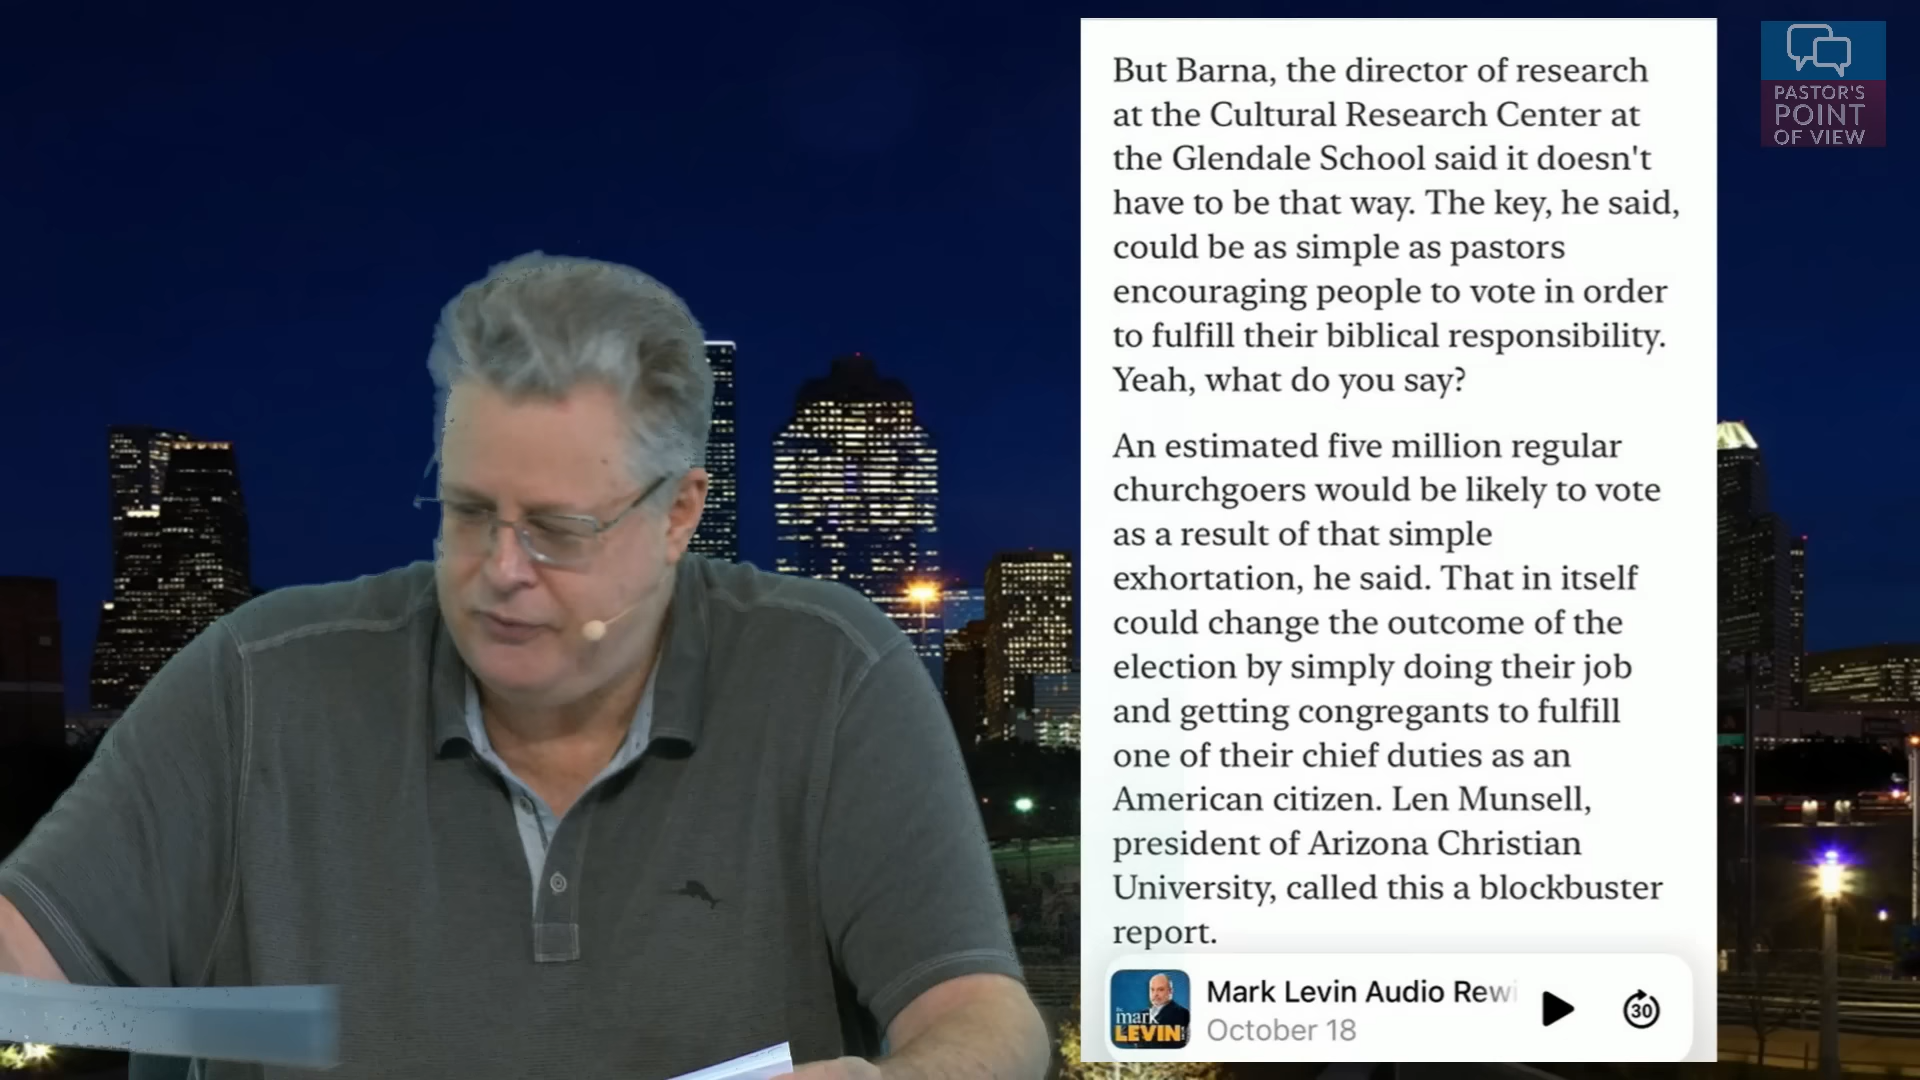 But Barna, the director of research
at the Cultural Research Center at
the Glendale School said it doesn't
have to be that way. The key, he said,
could be as simple as pastors
encouraging people to vote in order
to fulfill their biblical responsibility.
Yeah, what do you say?
An estimated five million regular
churchgoers would be likely to vote
as a result of that simple
exhortation, he said. That in itself
could change the outcome of the
election by simply doing their job
and getting congregants to fulfill
one of their chief duties as an
American citizen. Len Munsell,
president of Arizona Christian
University, called this a blockbuster
report.
mark
LEVIN
Mark Levin Audio Rewi
October 18
30
PASTOR'S
POINT
OF VIEW